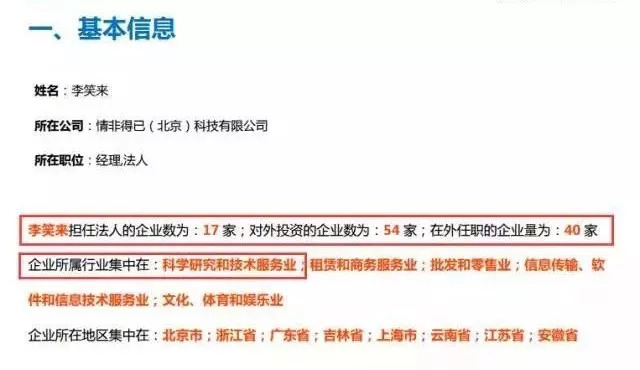 一、基本信息
姓名：李笑来
所在公司：情非得已（北京）科技有限公司
所在职位：经理,法人
李笑来担任法人的企业数为：17 家；对外投资的企业数为：54 家；在外任职的企业量为：40 家
企业所属行业集中在：科学研究和技术服务业；租赁和商务服务业；批发和零售业；信息传输、软
件和信息技术服务业；文化、体育和娱乐业
企业所在地区集中在：北京市；浙江省；广东省；吉林省；上海市；云南省；江苏省；安徽省